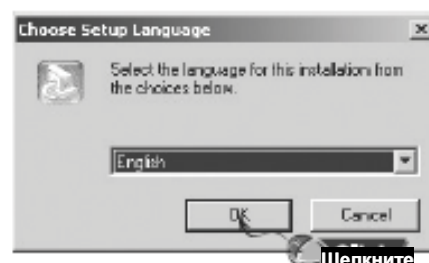 Choose Setup Language
Select the language for this installation from
the choices below.
English
OK
Cancel
Щелкните